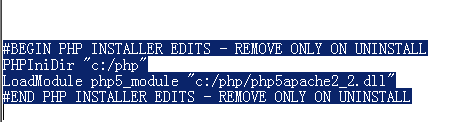 #BEGIN PHP INSTALLER EDITS - REMOVE ONLY ON UNINSTALL
PHPIniDir "c:/php"
LoadModule php5_module "c:/php/php5apache2_2.dll"
#END PHP INSTALLER EDITS - REMOVE ONLY ON UNINSTALL